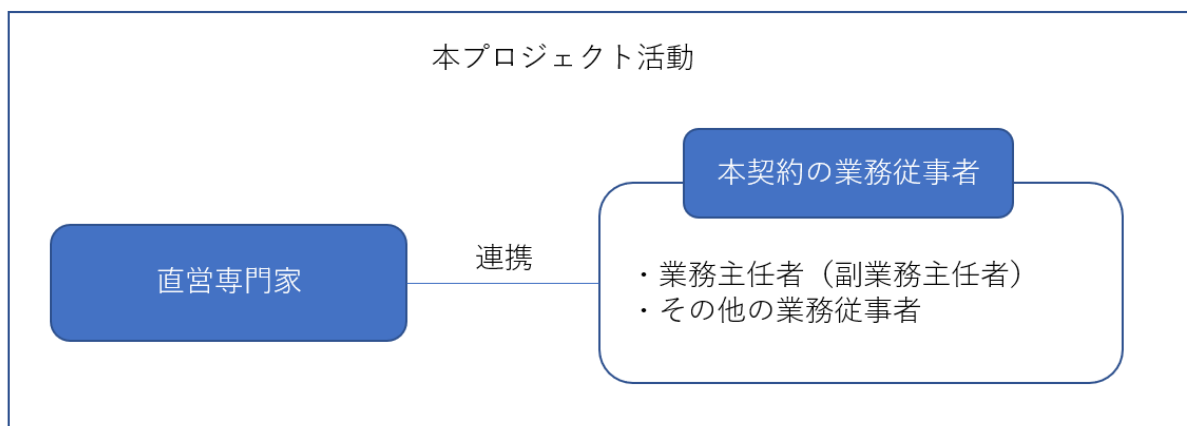 本プロジェクト活動
本契約の業務従事者
直営専門家
連携
・業務主任者（副業務主任者）
・その他の業務従事者